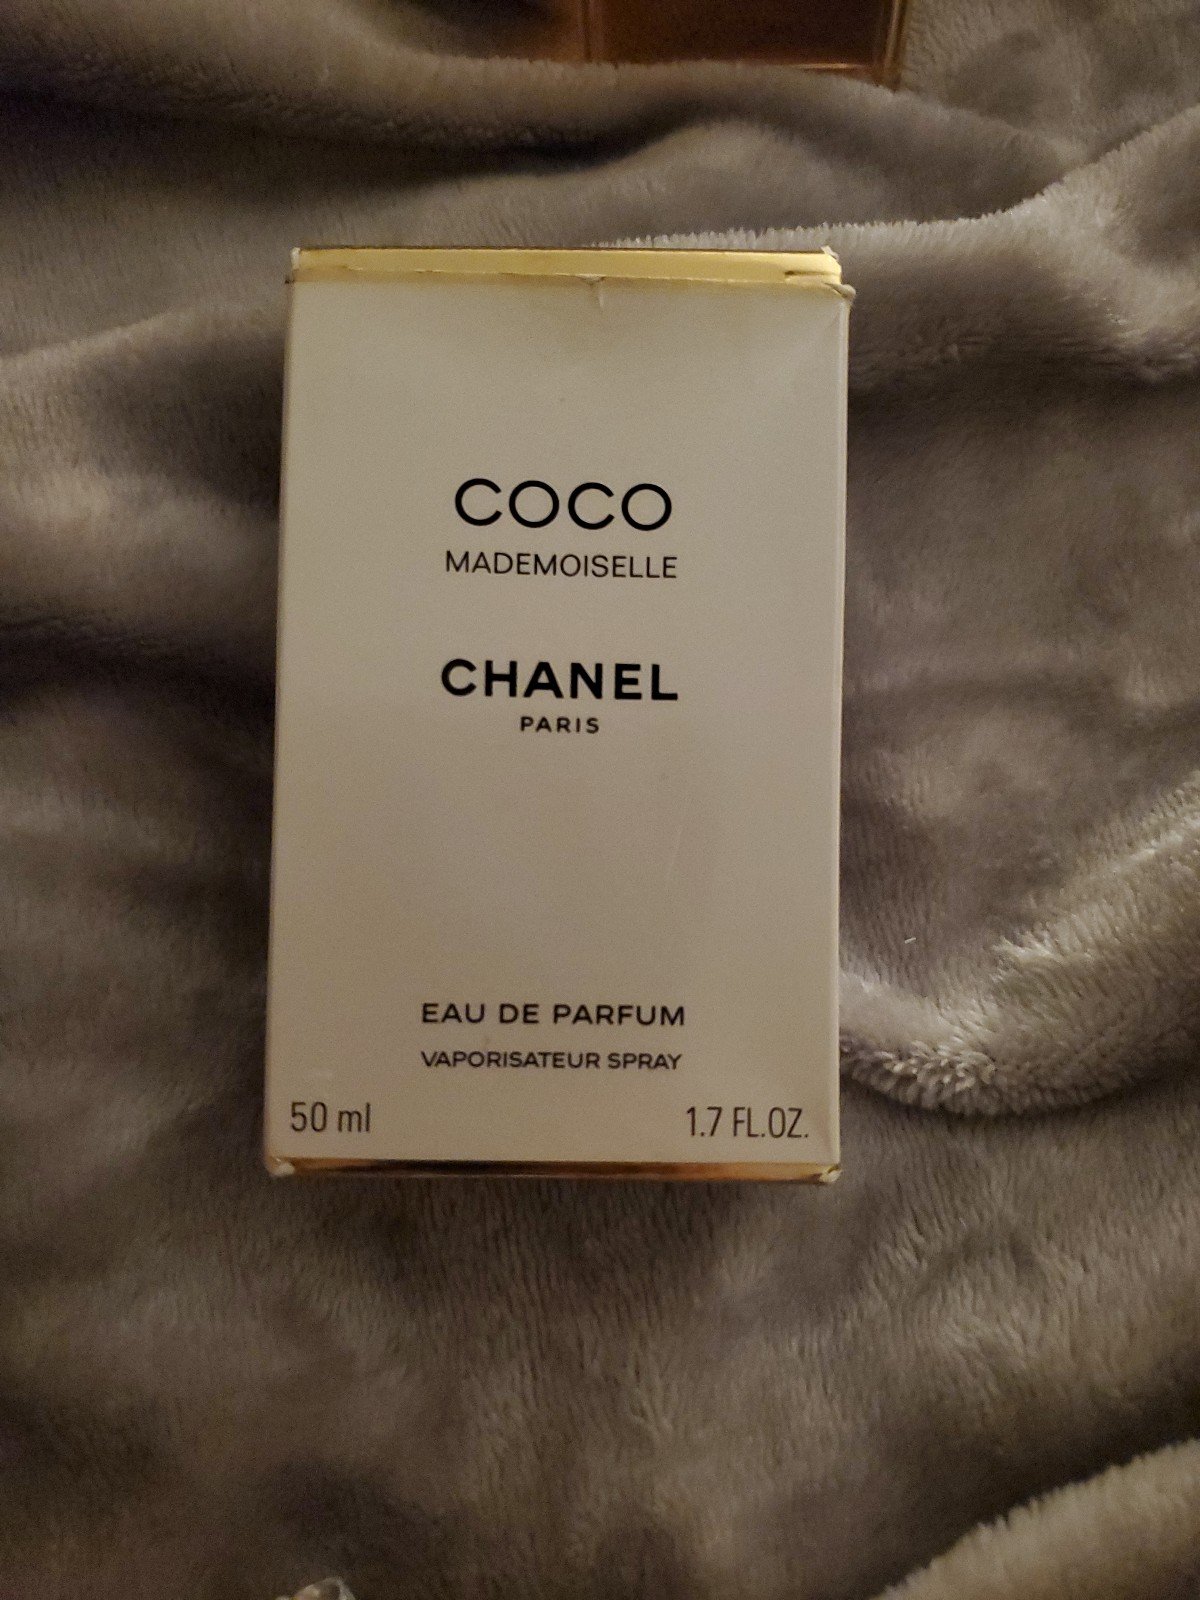 COCO
MADEMOISELLE
CHANEL
PARIS
EAU DE PARFUM
VAPORISATEUR SPRAY
50 ml 1.7 FL.OZ.